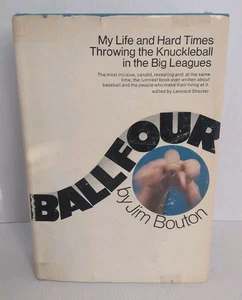 My Life and Hard Times
Throwing the Knuckleball
in the Big Leagues
The most incisive, candid, revealing and, at the same
time, the funniest book ever written about
baseball and the people who make their living at it.
edited by Leonard Shecter
BALL FOUR
by Jim Bouton